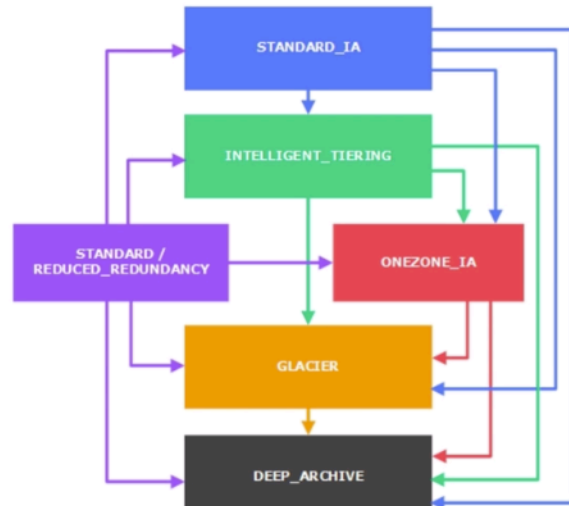 STANDARD_IA
INTELLIGENT_TIERING
STANDARD /
REDUCED_REDUNDANCY
ONEZONE_IA
GLACIER
DEEP_ARCHIVE